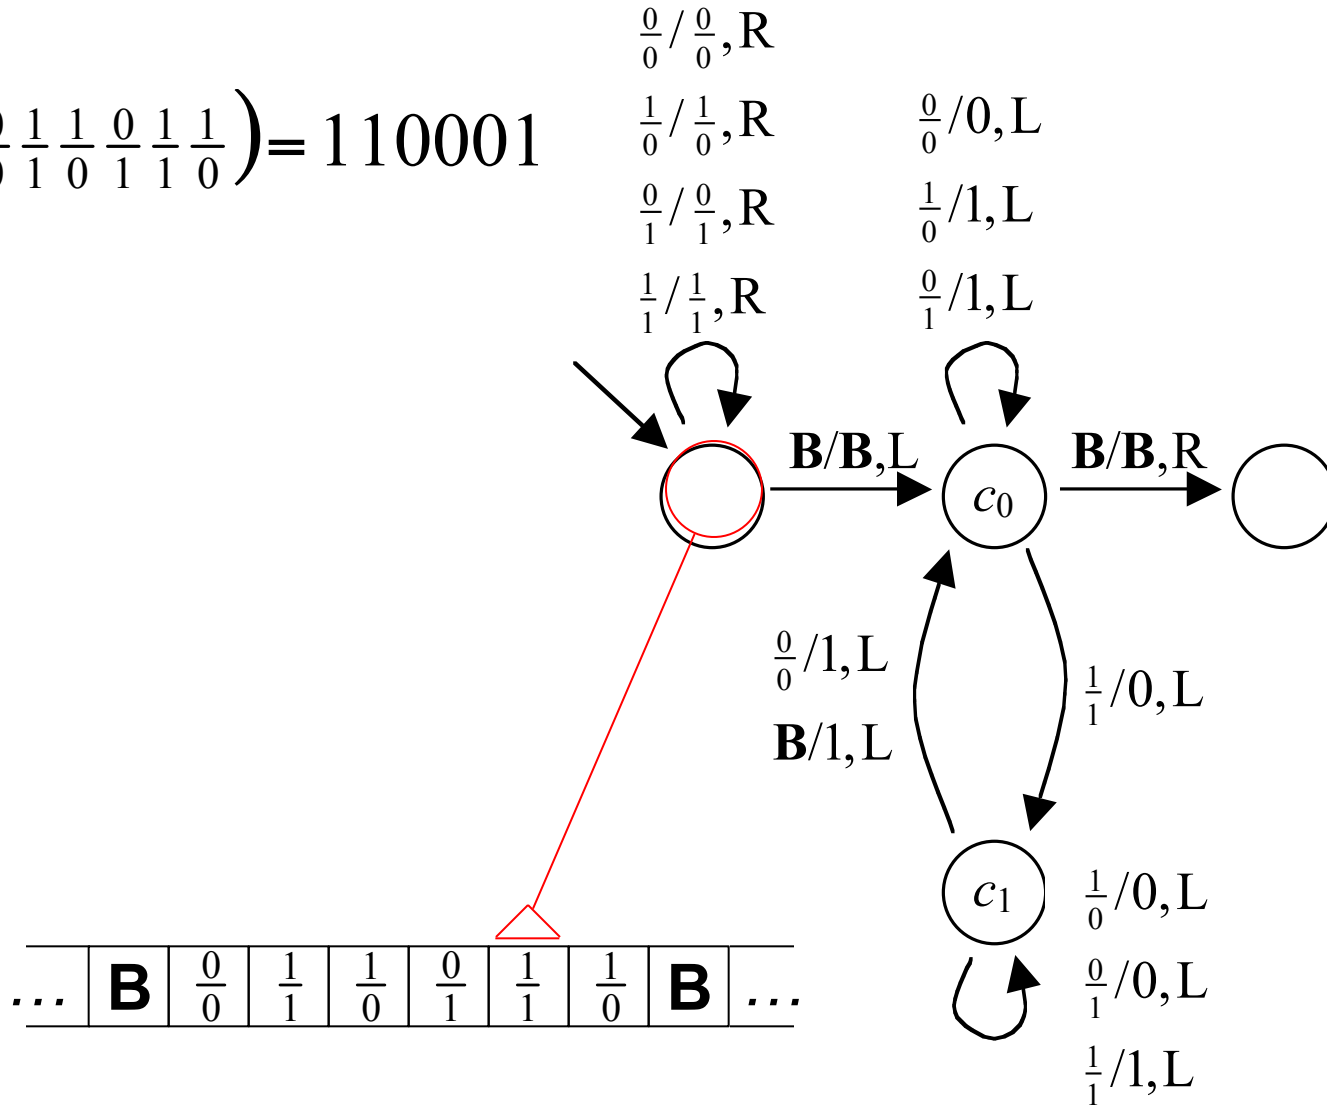 0/0 1/1 1/0 0/1 1/1 1/0 ) = 110001
0/0 / 0/0, R
1/0 / 1/0, R
0/1 / 0/1, R
1/1 / 1/1, R
0/0 /0, L
1/0 /1, L
0/1 /1, L
B/B, L
c0
B/B, R
0/0 /1, L
B/1, L
1/1 /0, L
c1
1/0 /0, L
0/1 /0, L
1/1 /1, L
... B 0/0 1/1 1/0 0/1 1/1 1/0 B ...